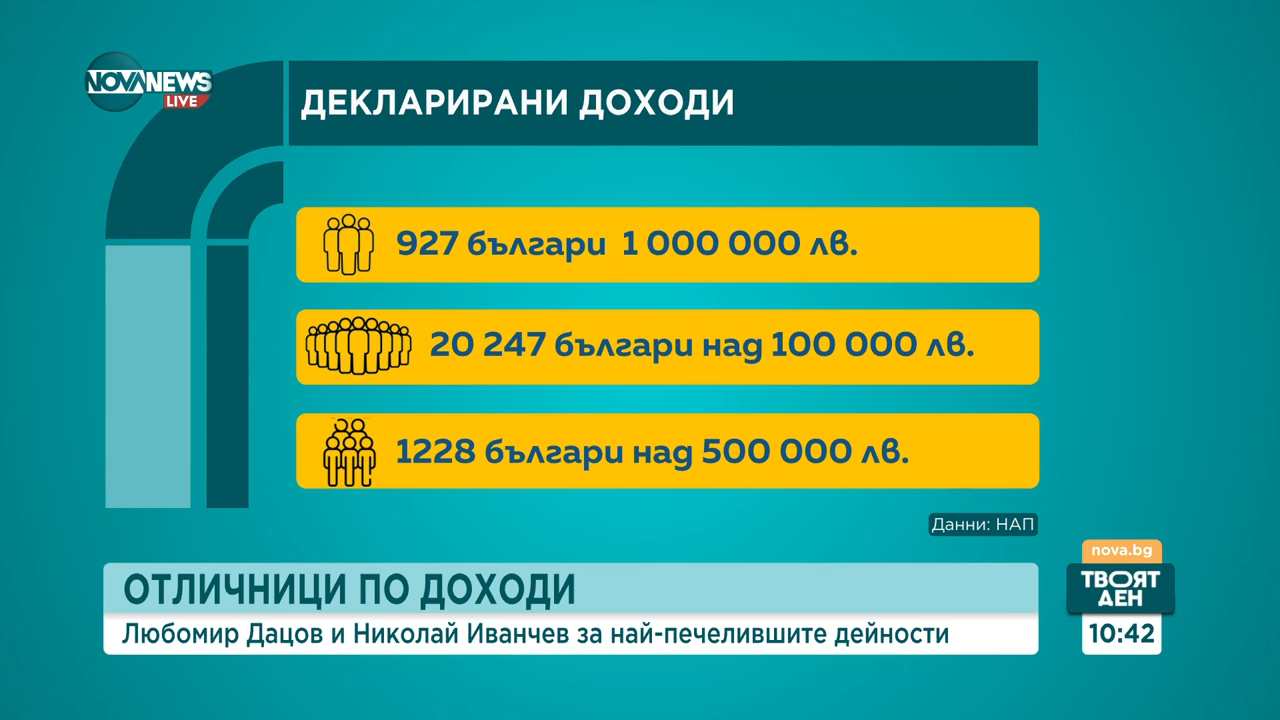 NOVANEWS
LIVE
ДЕКЛАРИРАНИ ДОХОДИ
927 българи 1 000 000 лв.
20 247 българи над 100 000 лв.
1228 българи над 500 000 лв.
Данни: НАП
ОТЛИЧНИЦИ ПО ДОХОДИ
Любомир Дацов и Николай Иванчев за най-печелившите дейности
nova.bg
ТВОЯТ
ДЕН
10:42